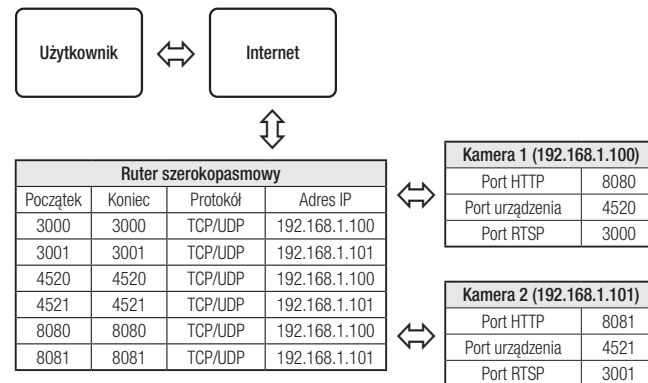 Użytkownik
Internet
Ruter szerokopasmowy
Początek Koniec Protokół Adres IP
3000 3000 TCP/UDP 192.168.1.100
3001 3001 TCP/UDP 192.168.1.101
4520 4520 TCP/UDP 192.168.1.100
4521 4521 TCP/UDP 192.168.1.101
8080 8080 TCP/UDP 192.168.1.100
8081 8081 TCP/UDP 192.168.1.101
Kamera 1 (192.168.1.100)
Port HTTP 8080
Port urządzenia 4520
Port RTSP 3000
Kamera 2 (192.168.1.101)
Port HTTP 8081
Port urządzenia 4521
Port RTSP 3001